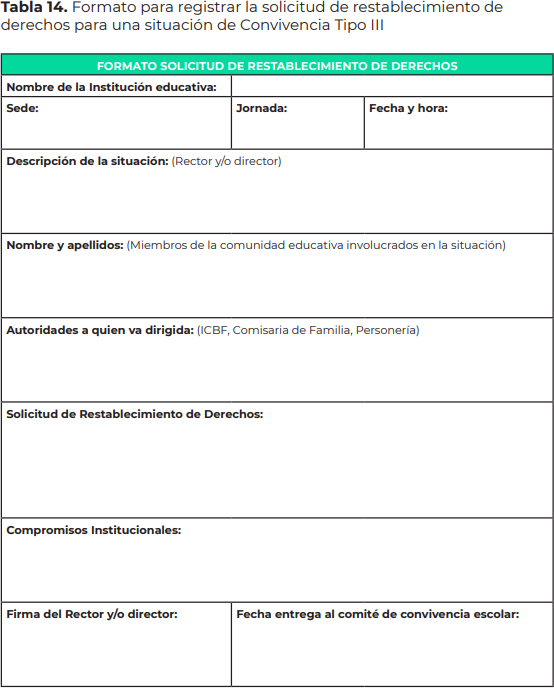 Tabla 14. Formato para registrar la solicitud de restablecimiento de
derechos para una situación de Convivencia Tipo III
FORMATO SOLICITUD DE RESTABLECIMIENTO DE DERECHOS
Nombre de la Institución educativa:
Sede:
Jornada:
Fecha y hora:
Descripción de la situación: (Rector y/o director)
Nombre y apellidos: (Miembros de la comunidad educativa involucrados en la situación)
Autoridades a quien va dirigida: (ICBF, Comisaria de Familia, Personería)
Solicitud de Restablecimiento de Derechos:
Compromisos Institucionales:
Firma del Rector y/o director:
Fecha entrega al comité de convivencia escolar: